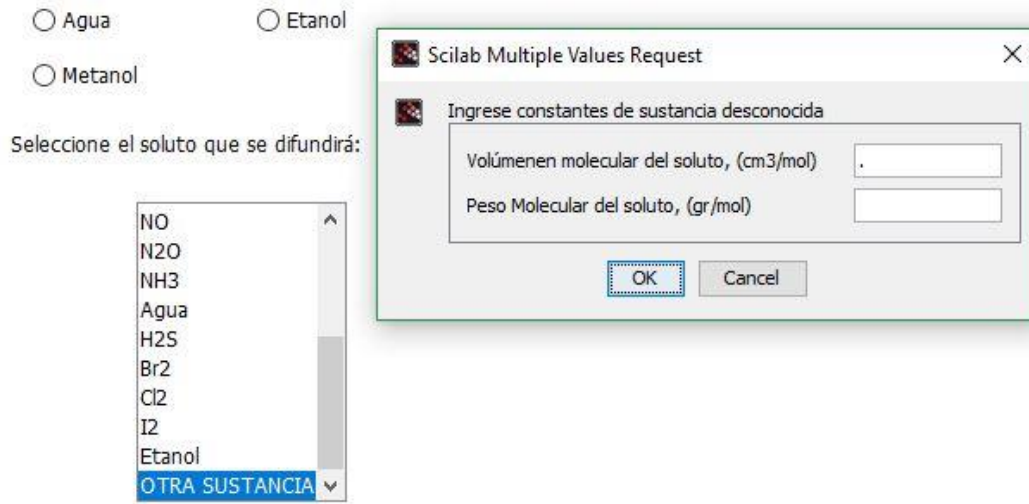 Agua
Etanol
Metanol
Seleccione el soluto que se difundirá:
NO
N2O
NH3
Agua
H2S
Br2
Cl2
I2
Etanol
OTRA SUSTANCIA
Scilab Multiple Values Request
Ingrese constantes de sustancia desconocida
Volúmenen molecular del soluto, (cm3/mol)
.
Peso Molecular del soluto, (gr/mol)
OK
Cancel